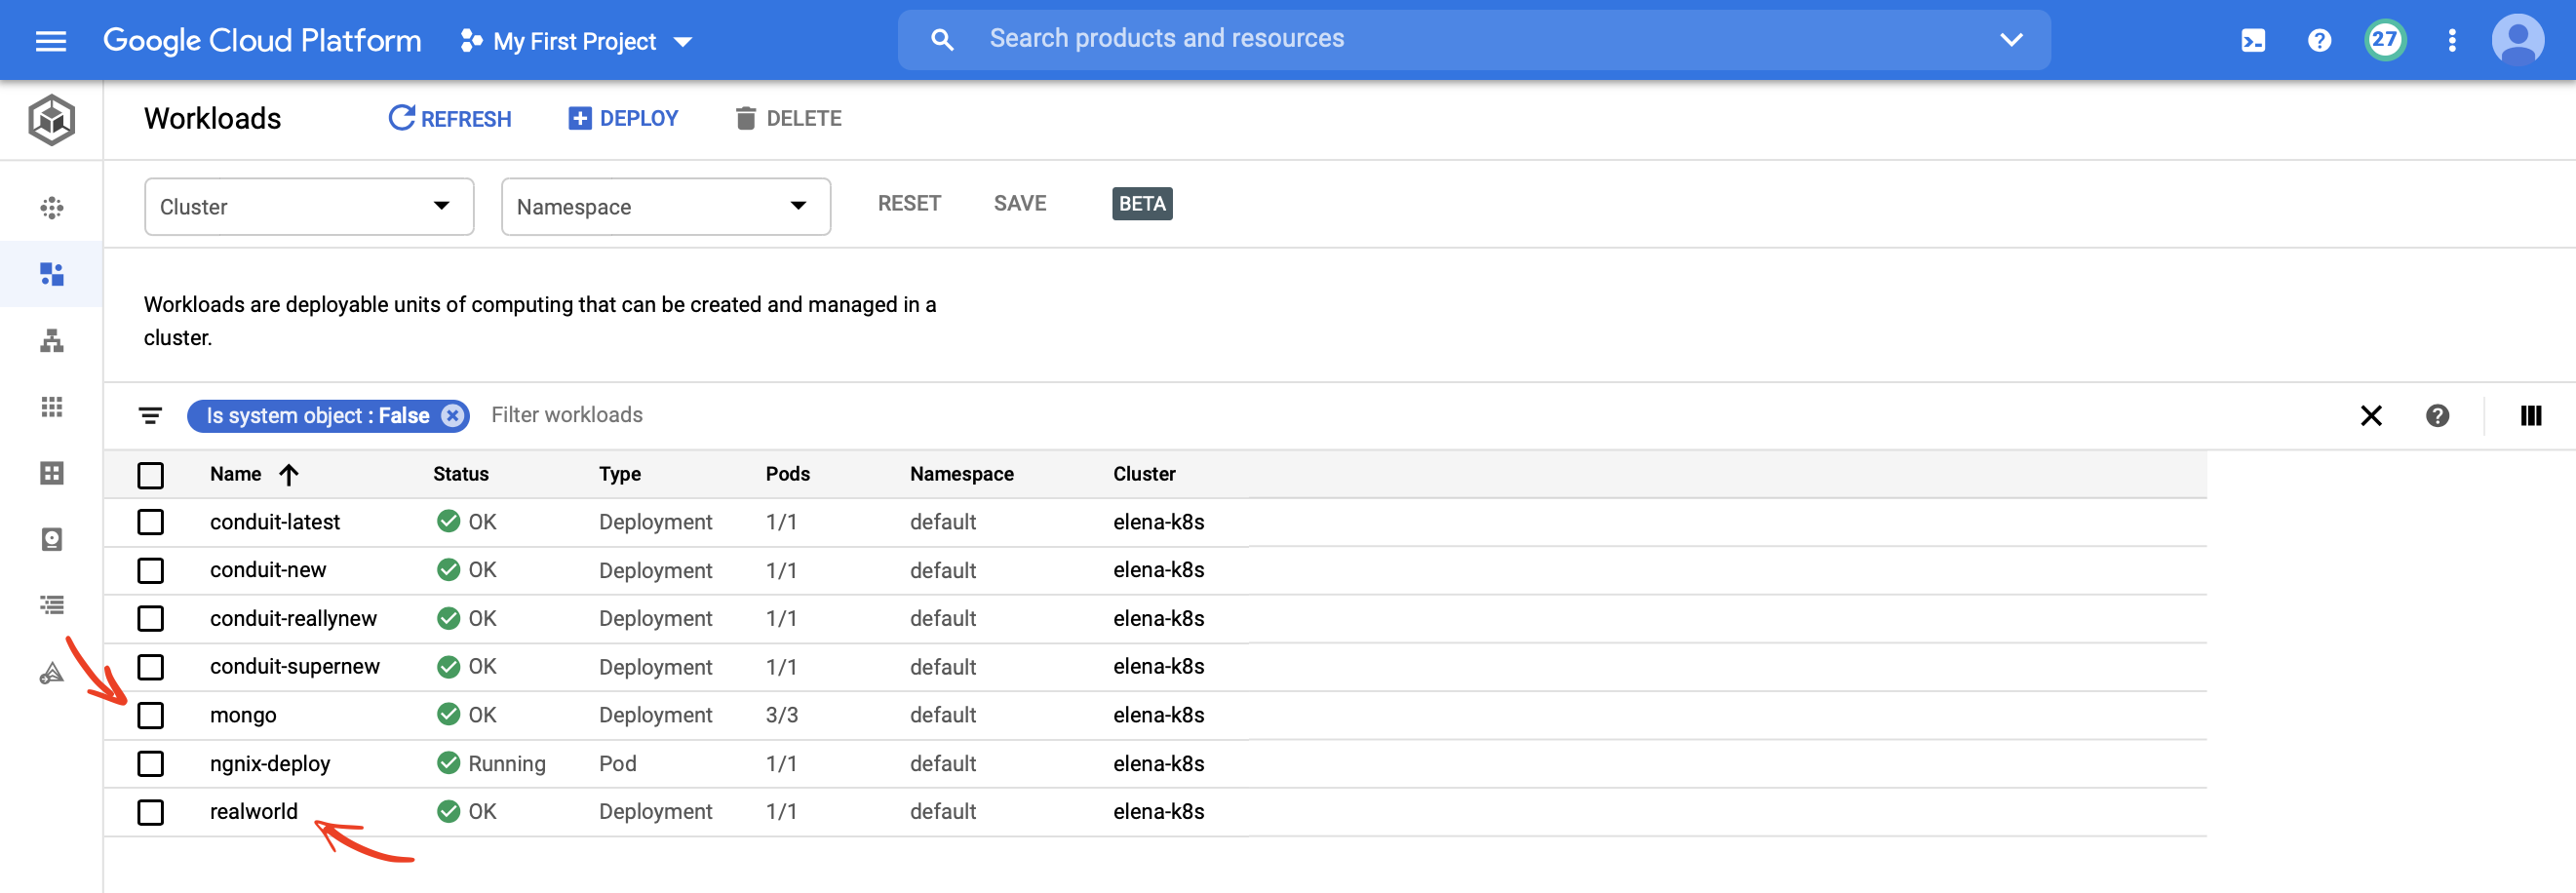 Google Cloud Platform My First Project Search products and resources 27
Workloads REFRESH DEPLOY DELETE
Cluster Namespace RESET SAVE BETA
Workloads are deployable units of computing that can be created and managed in a
cluster.
Is system object : False Filter workloads
Name Status Type Pods Namespace Cluster
conduit-latest OK Deployment 1/1 default elena-k8s
conduit-new OK Deployment 1/1 default elena-k8s
conduit-reallynew OK Deployment 1/1 default elena-k8s
conduit-supernew OK Deployment 1/1 default elena-k8s
mongo OK Deployment 3/3 default elena-k8s
ngnix-deploy Running Pod 1/1 default elena-k8s
realworld OK Deployment 1/1 default elena-k8s